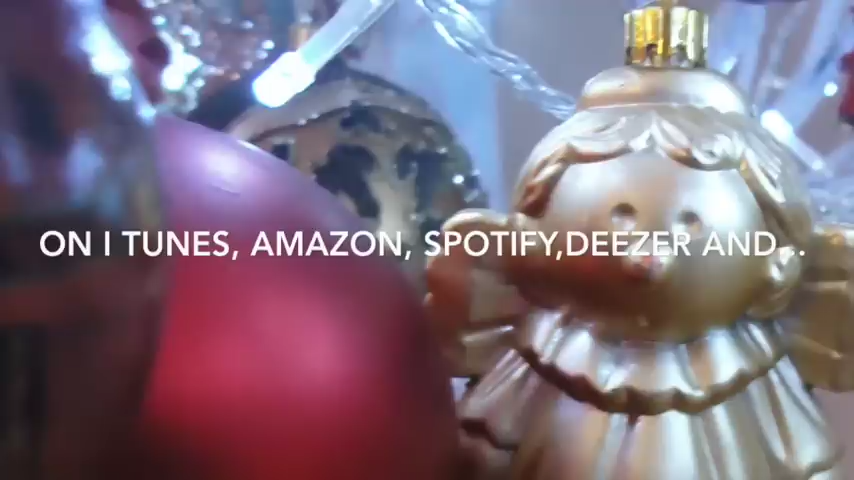 ON I TUNES, AMAZON, SPOTIFY,DEEZER AND...